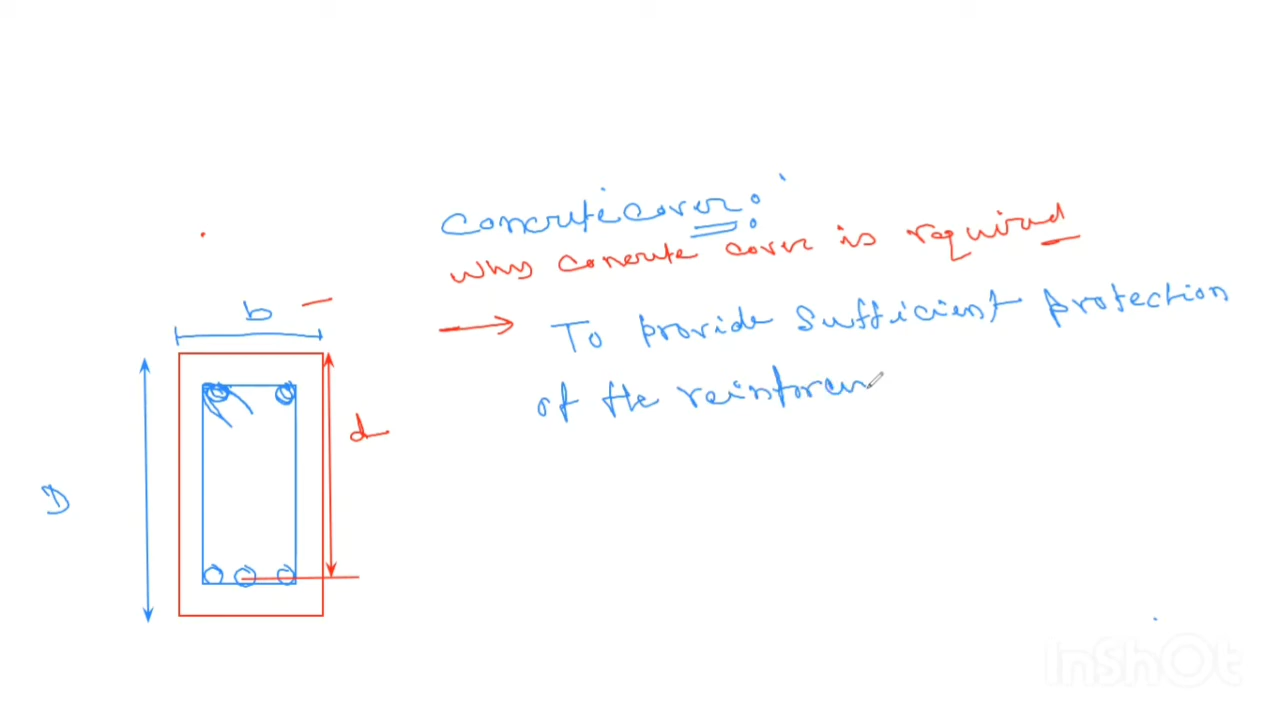 Concrete cover:
Why concrete cover is required
→ To provide sufficient protection
of the reinforcem
b
d
D
InShOt